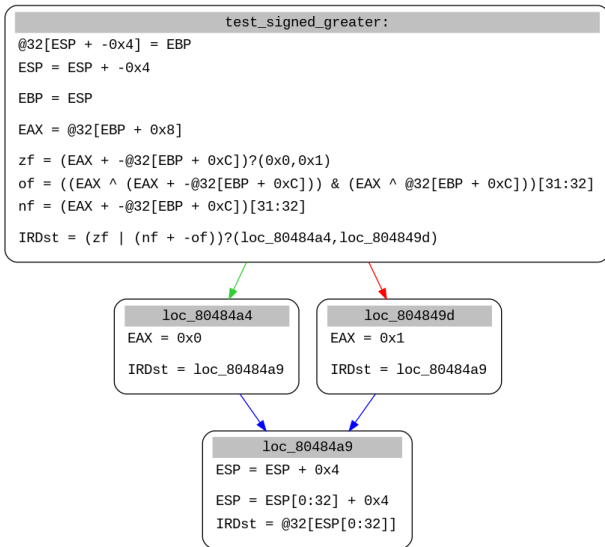 test_signed_greater:
@32[ESP + -0x4] = EBP
ESP = ESP + -0x4
EBP = ESP
EAX = @32[EBP + 0x8]
zf = (EAX + -@32[EBP + 0xC])?(0x0,0x1)
of = ((EAX ^ (EAX + -@32[EBP + 0xC])) & (EAX ^ @32[EBP + 0xC]))[31:32]
nf = (EAX + -@32[EBP + 0xC])[31:32]
IRDst = (zf | (nf + -of))?(loc_80484a4,loc_804849d)
loc_80484a4
EAX = 0x0
IRDst = loc_80484a9
loc_804849d
EAX = 0x1
IRDst = loc_80484a9
loc_80484a9
ESP = ESP + 0x4
ESP = ESP[0:32] + 0x4
IRDst = @32[ESP[0:32]]